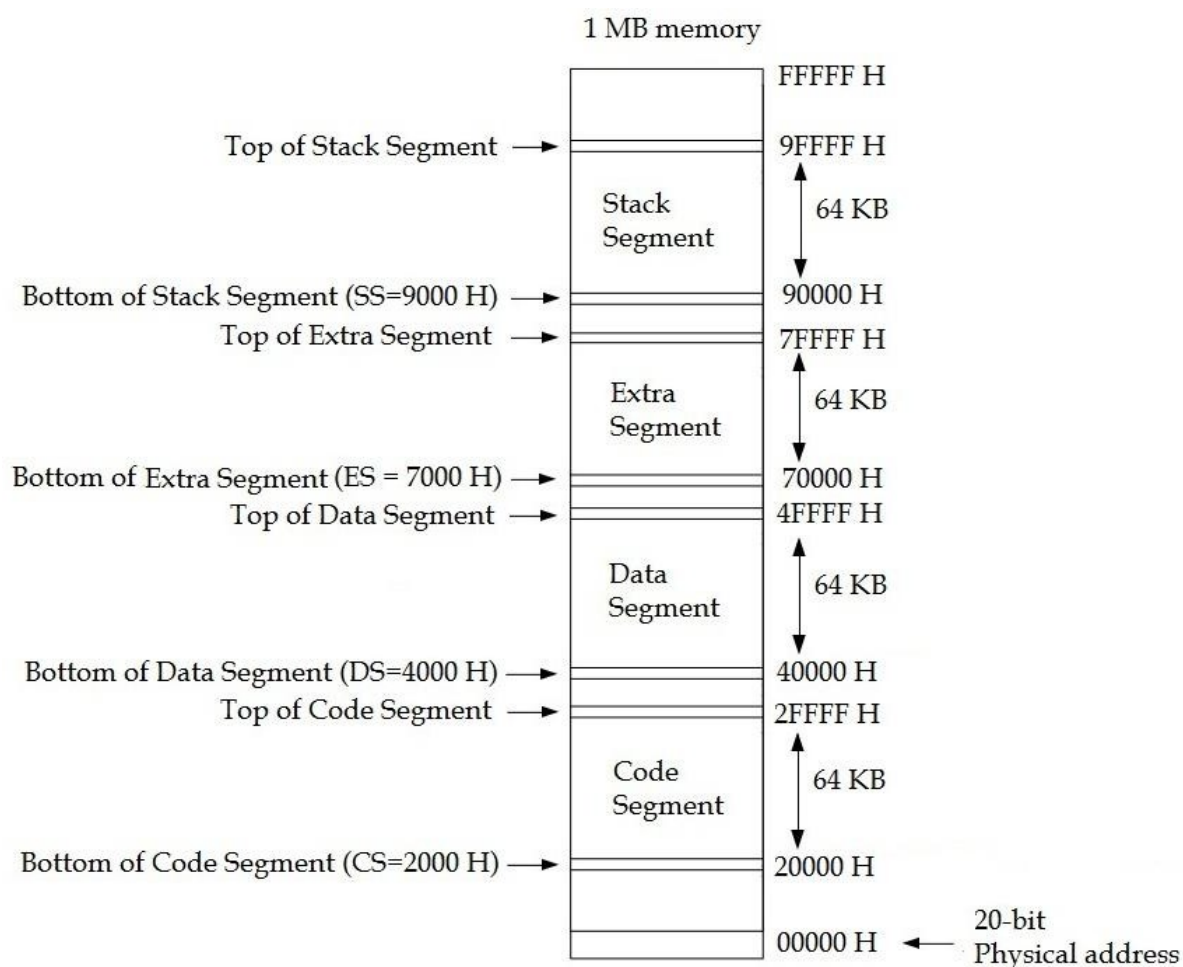 1 MB memory
FFFFF H
Top of Stack Segment
9FFFF H
Stack
Segment
64 KB
Bottom of Stack Segment (SS=9000 H)
90000 H
Top of Extra Segment
7FFFF H
Extra
Segment
64 KB
Bottom of Extra Segment (ES = 7000 H)
70000 H
Top of Data Segment
4FFFF H
Data
Segment
64 KB
Bottom of Data Segment (DS=4000 H)
40000 H
Top of Code Segment
2FFFF H
Code
Segment
64 KB
Bottom of Code Segment (CS=2000 H)
20000 H
00000 H
20-bit
Physical address